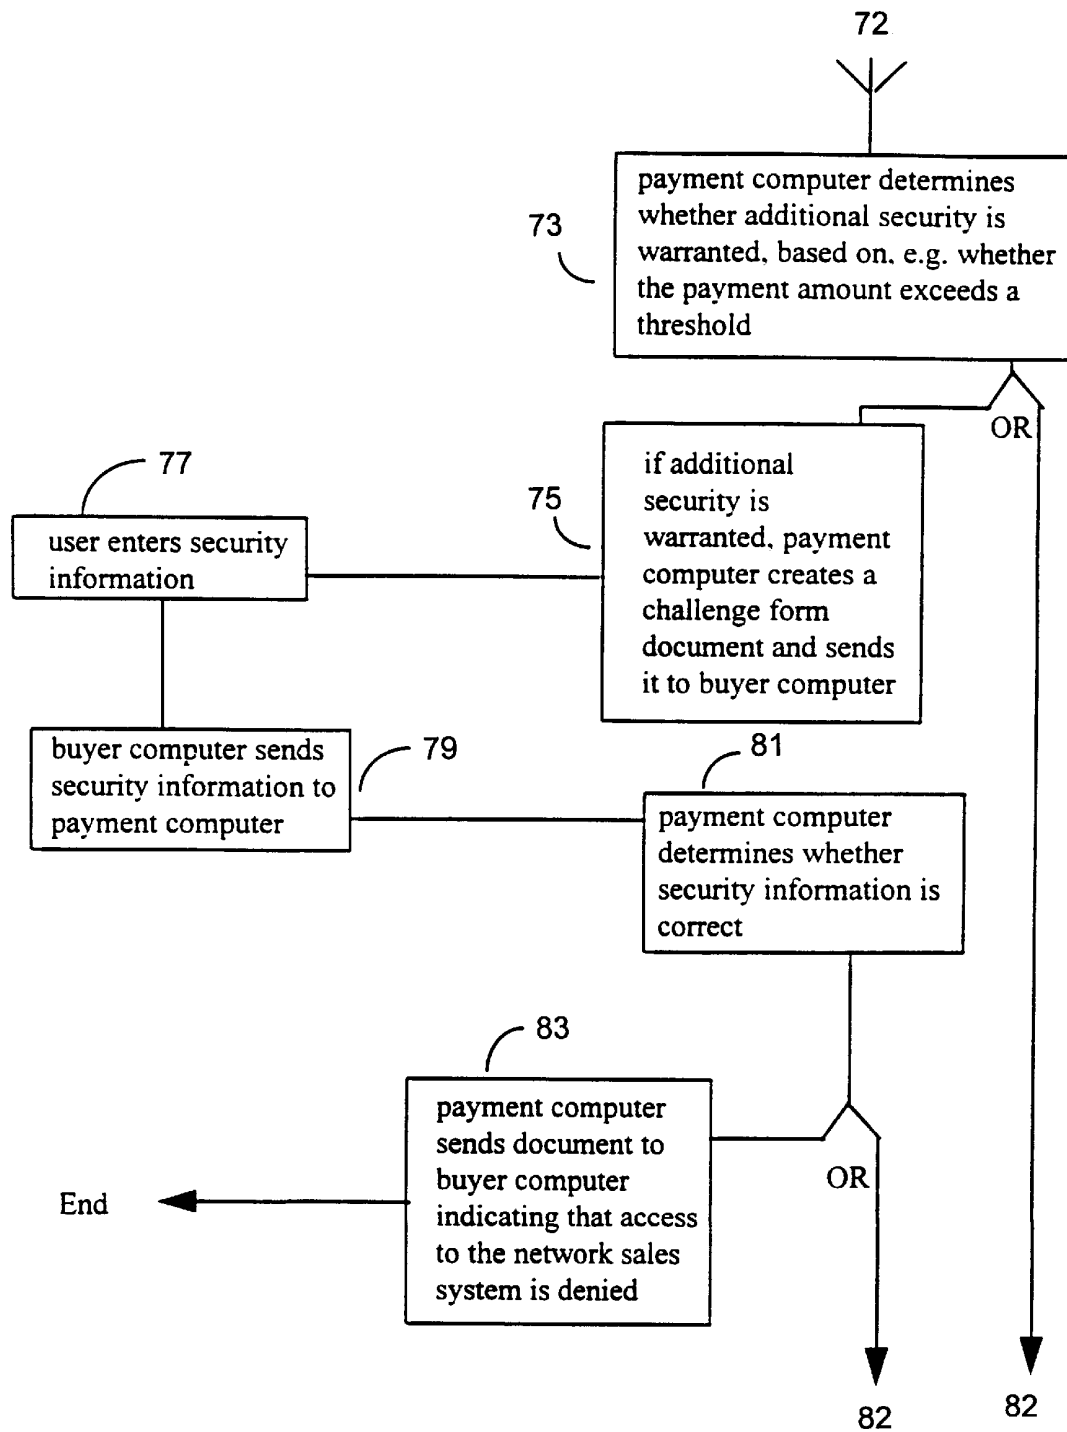 72
73
payment computer determines
whether additional security is
warranted, based on, e.g. whether
the payment amount exceeds a
threshold
OR
77
user enters security
information
75
if additional
security is
warranted, payment
computer creates a
challenge form
document and sends
it to buyer computer
79
buyer computer sends
security information to
payment computer
81
payment computer
determines whether
security information is
correct
83
payment computer
sends document to
buyer computer
indicating that access
to the network sales
system is denied
OR
End
82
82